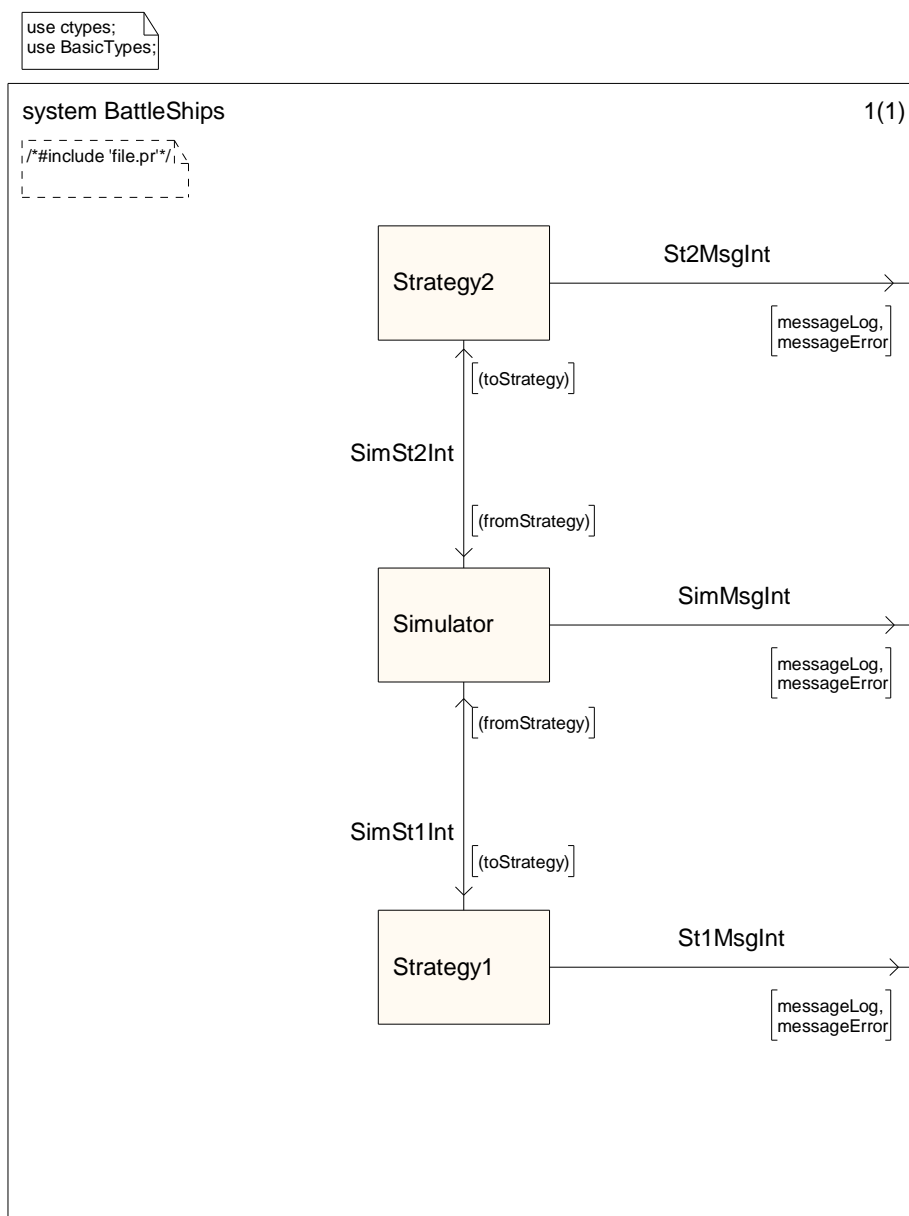 use ctypes;
use BasicTypes;
system BattleShips
1(1)
/*#include 'file.pr'*/
Strategy2
St2MsgInt
messageLog,
messageError
(toStrategy)
SimSt2Int
(fromStrategy)
Simulator
SimMsgInt
messageLog,
messageError
(fromStrategy)
SimSt1Int
(toStrategy)
Strategy1
St1MsgInt
messageLog,
messageError